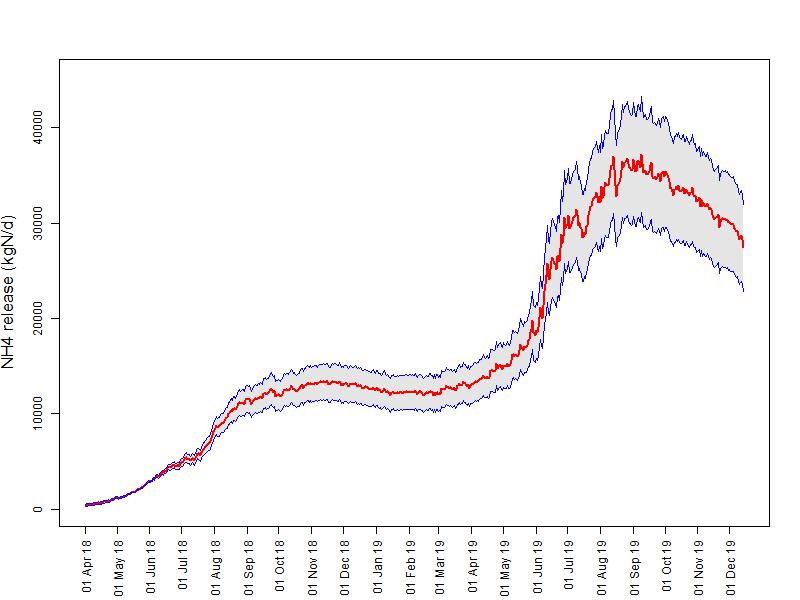 NH4 release (kgN/d)
40000
30000
20000
10000
0
01 Apr 18
01 May 18
01 Jun 18
01 Jul 18
01 Aug 18
01 Sep 18
01 Oct 18
01 Nov 18
01 Dec 18
01 Jan 19
01 Feb 19
01 Mar 19
01 Apr 19
01 May 19
01 Jun 19
01 Jul 19
01 Aug 19
01 Sep 19
01 Oct 19
01 Nov 19
01 Dec 19